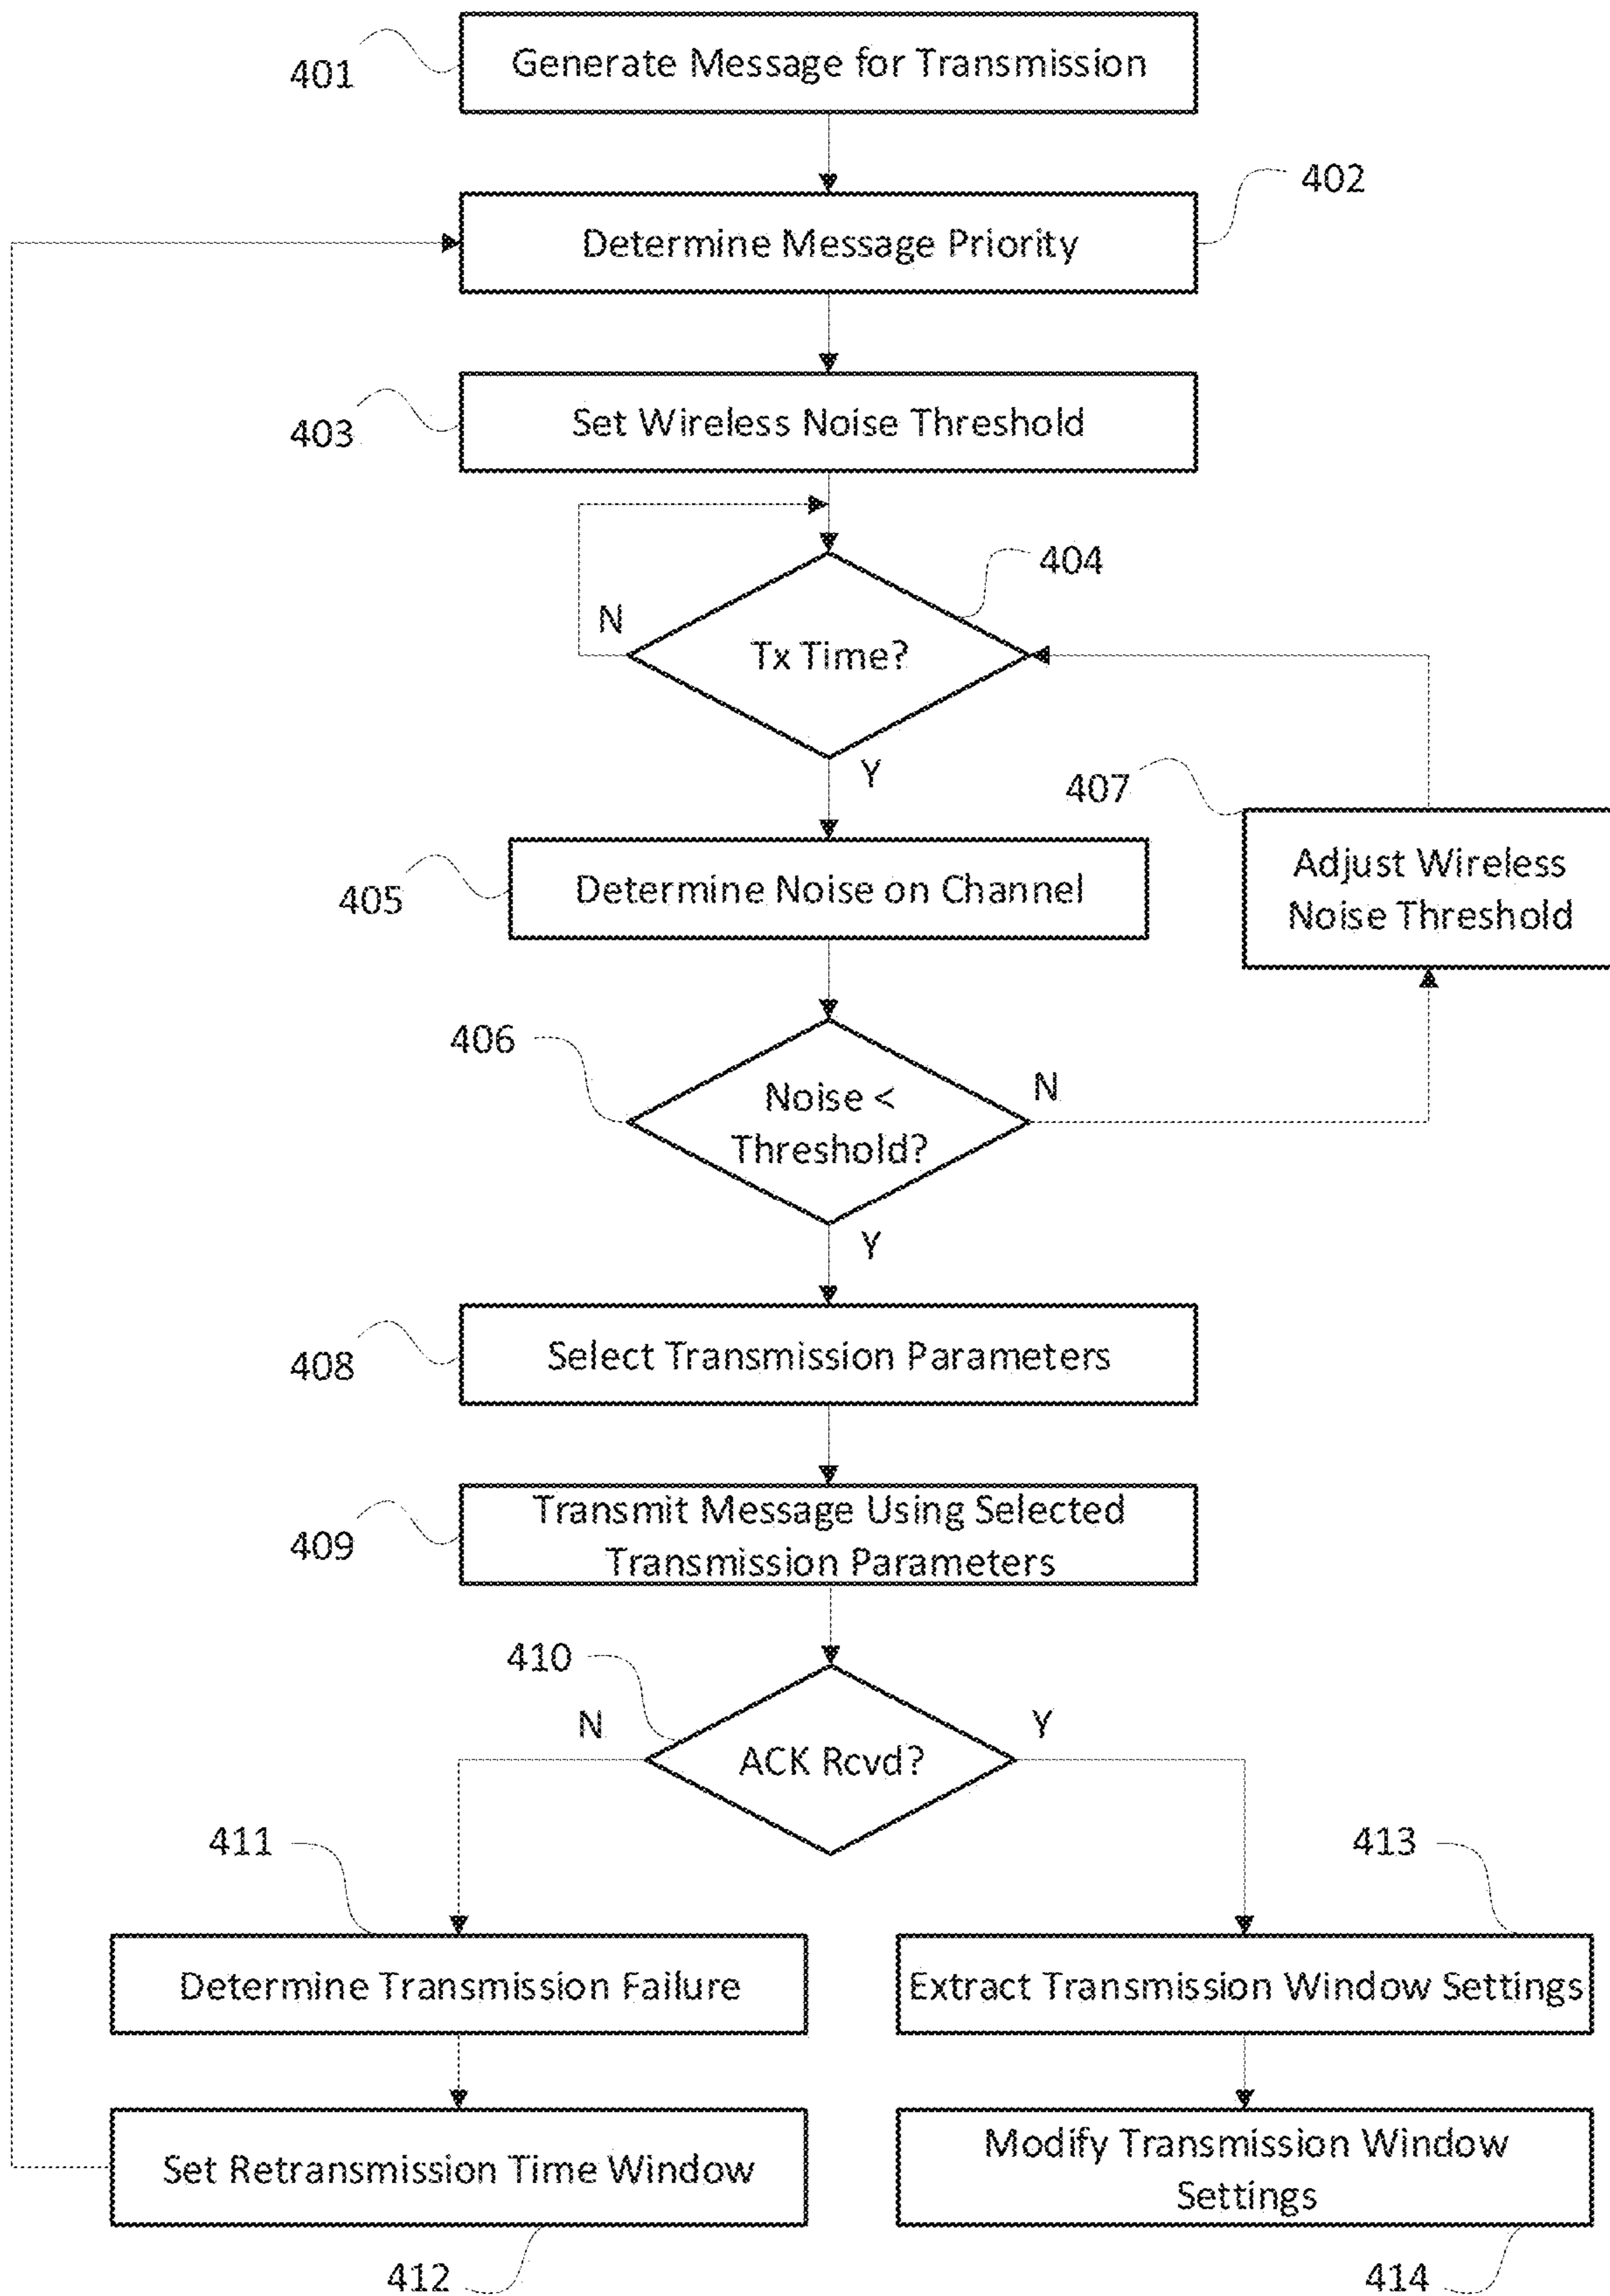 401
Generate Message for Transmission
402
Determine Message Priority
403
Set Wireless Noise Threshold
404
N
Tx Time?
Y
407
Adjust Wireless
Noise Threshold
405
Determine Noise on Channel
406
Noise <
Threshold?
N
Y
408
Select Transmission Parameters
409
Transmit Message Using Selected
Transmission Parameters
410
N
Y
ACK Rcvd?
411
413
Determine Transmission Failure
Extract Transmission Window Settings
Set Retransmission Time Window
Modify Transmission Window
Settings
412
414